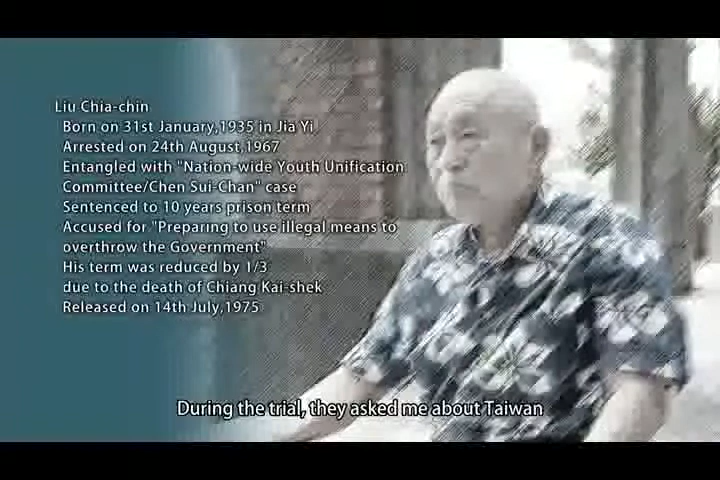 Liu Chia-chin
Born on 31st January,1935 in Jia Yi
Arrested on 24th August,1967
Entangled with "Nation-wide Youth Unification
Committee/Chen Sui-Chan" case
Sentenced to 10 years prison term
Accused for "Preparing to use illegal means to
overthrow the Government"
His term was reduced by 1/3
due to the death of Chiang Kai-shek
Released on 14th July,1975
During the trial, they asked me about Taiwan